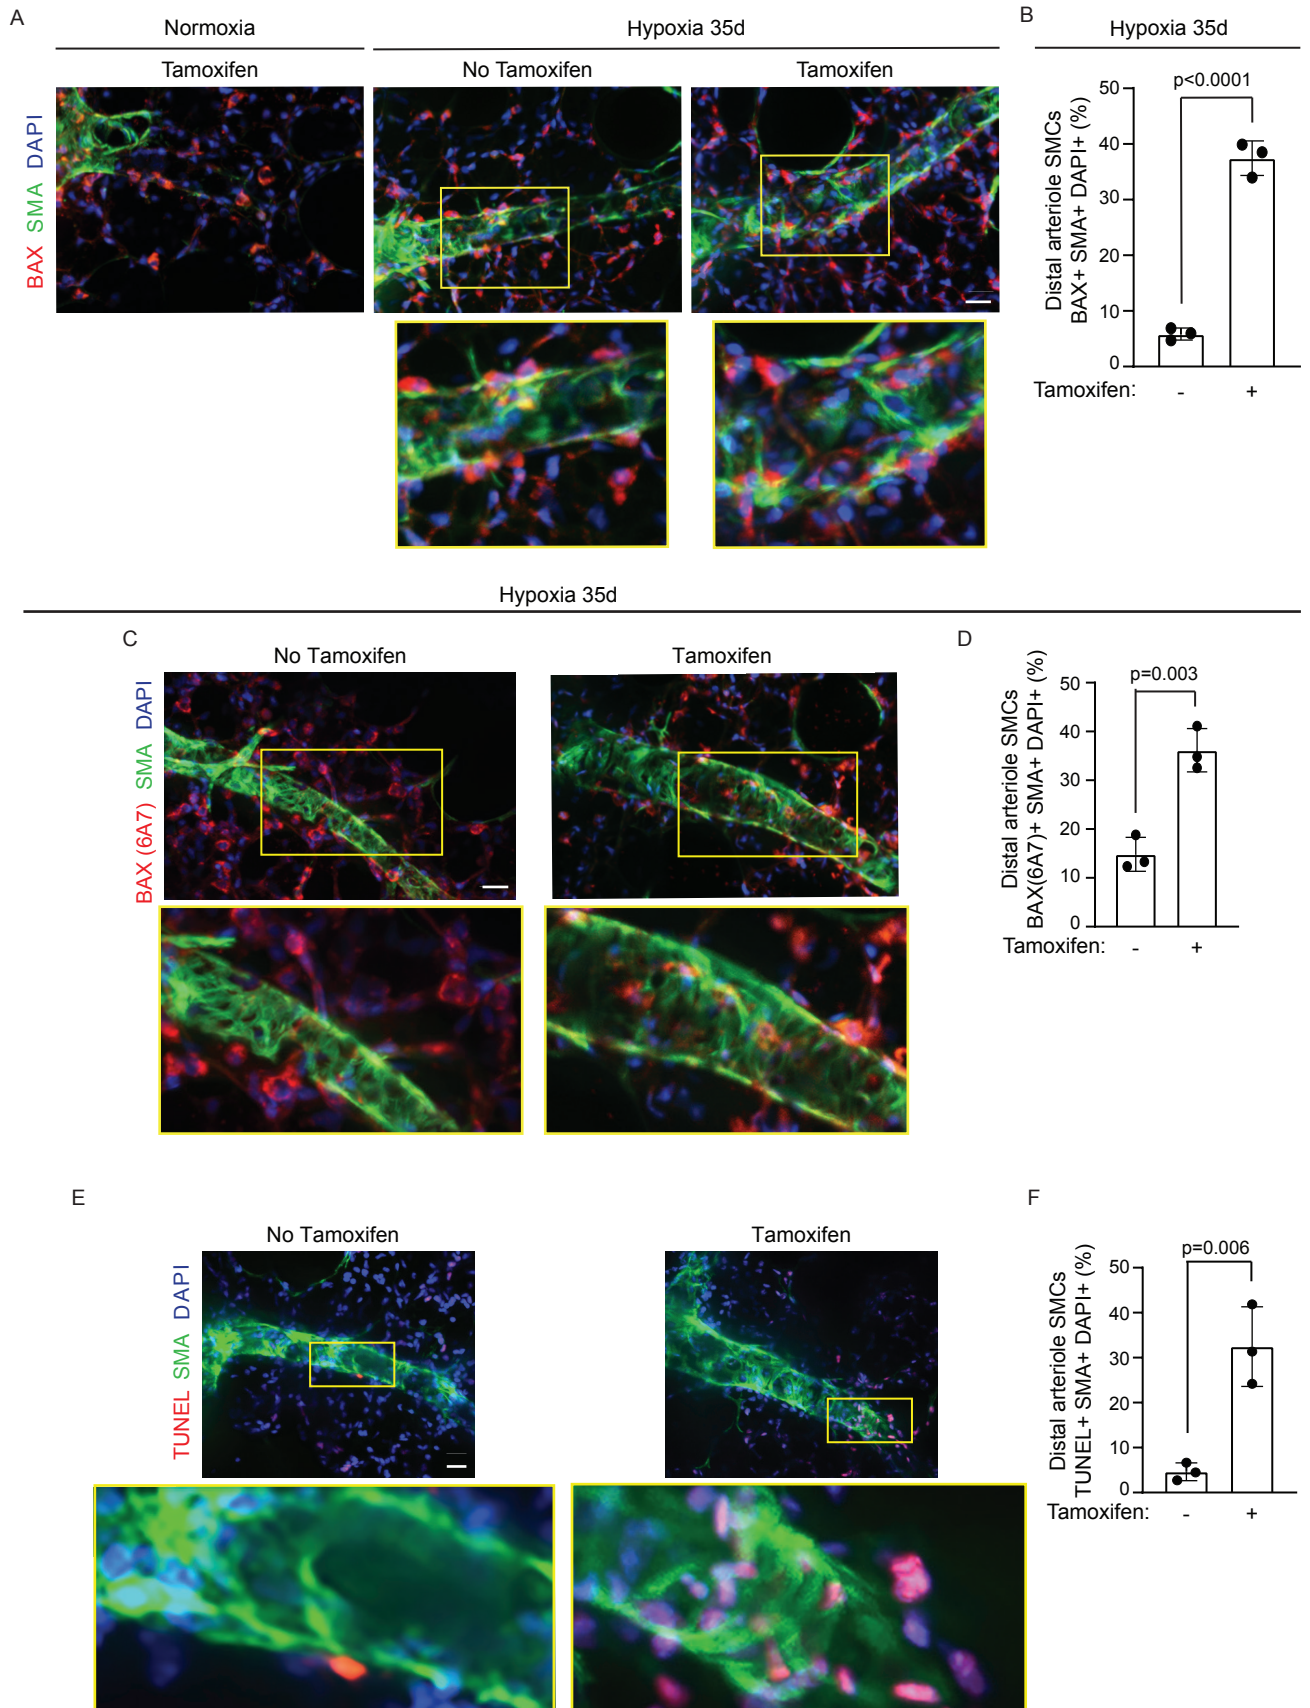 A
Normoxia
Hypoxia 35d
Tamoxifen
No Tamoxifen
Tamoxifen
BAX SMA DAPI
B
Hypoxia 35d
p<0.0001
Distal arteriole SMCs
BAX+ SMA+ DAPI+ (%)
50
40
30
20
10
0
Tamoxifen: - +
Hypoxia 35d
C
No Tamoxifen
Tamoxifen
BAX (6A7) SMA DAPI
D
p=0.003
Distal arteriole SMCs
BAX(6A7)+ SMA+ DAPI+ (%)
50
40
30
20
10
0
Tamoxifen: - +
E
No Tamoxifen
Tamoxifen
TUNEL SMA DAPI
F
p=0.006
Distal arteriole SMCs
TUNEL+ SMA+ DAPI+ (%)
50
40
30
20
10
0
Tamoxifen: - +